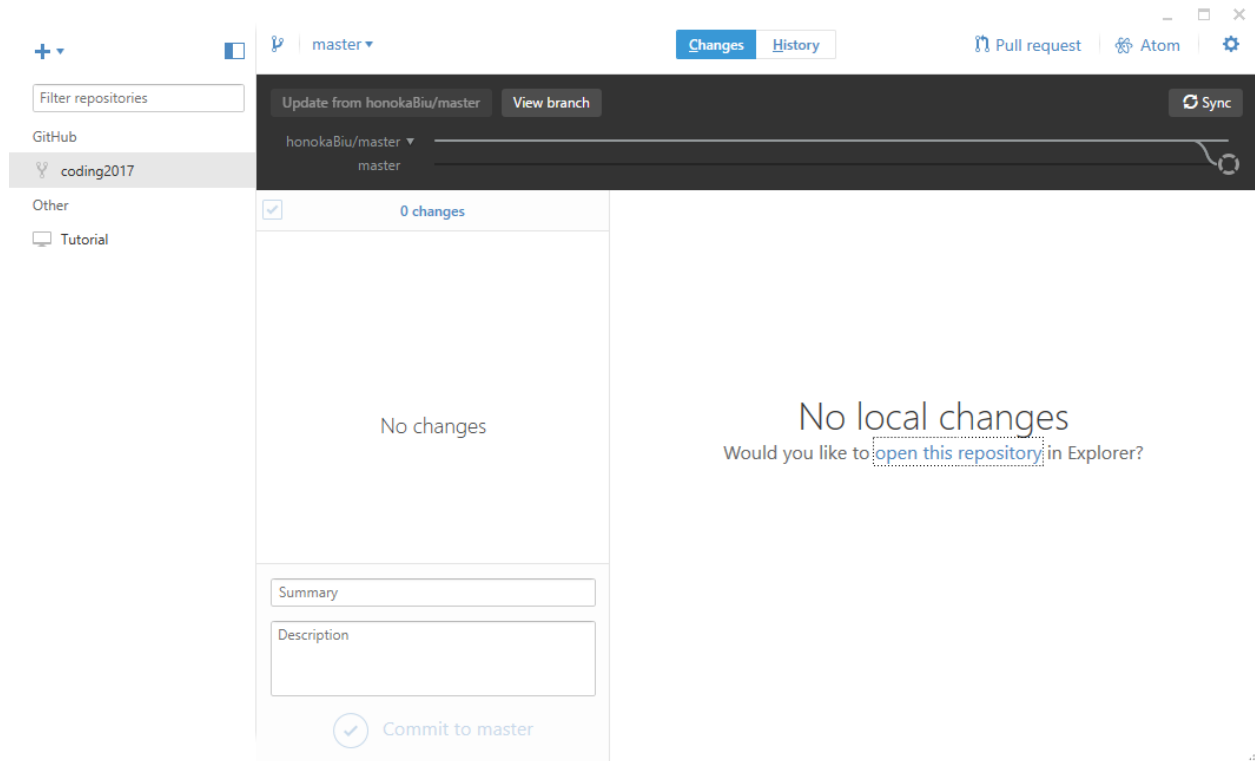 master
Changes
History
Pull request
Atom
Filter repositories
GitHub
coding2017
Other
Tutorial
Update from honokaBiu/master
View branch
Sync
honokaBiu/master
master
0 changes
No changes
No local changes
Would you like to open this repository in Explorer?
Summary
Description
Commit to master